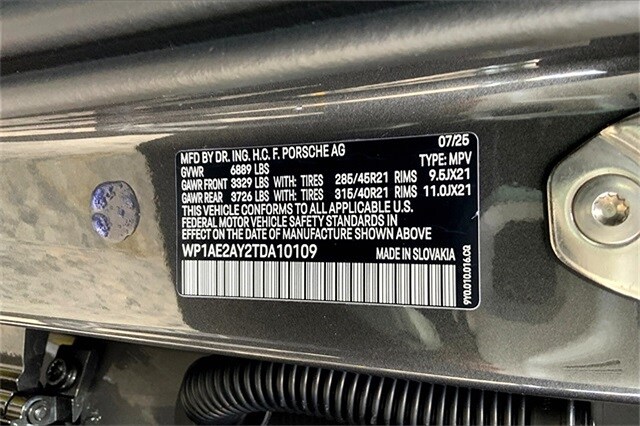 MFD BY DR. ING. H.C. F. PORSCHE AG 07/25
GVWR 6889 LBS TYPE: MPV
GAWR FRONT 3329 LBS WITH: TIRES 285/45R21 RIMS 9.5JX21
GAWR REAR 3726 LBS WITH: TIRES 315/40R21 RIMS 11.0JX21
THIS VEHICLE CONFORMS TO ALL APPLICABLE U.S.
FEDERAL MOTOR VEHICLE SAFETY STANDARDS IN
EFFECT ON THE DATE OF MANUFACTURE SHOWN ABOVE
WP1AE2AY2TDA10109 MADE IN SLOVAKIA
9Y0.010.016.CQ